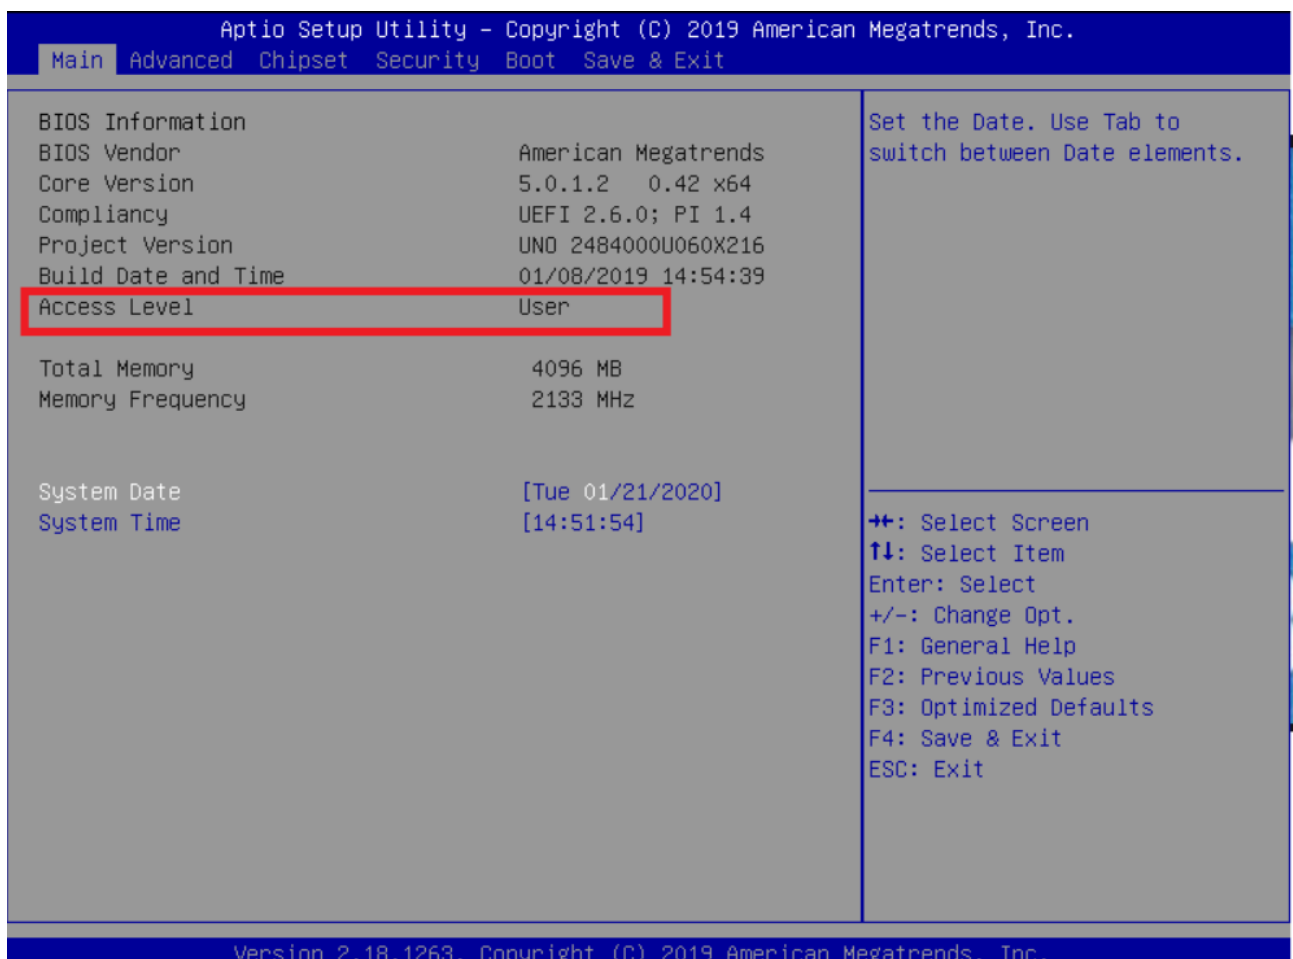 Aptio Setup Utility – Copyright (C) 2019 American Megatrends, Inc.
Main Advanced Chipset Security Boot Save & Exit
BIOS Information
BIOS Vendor American Megatrends
Core Version 5.0.1.2 0.42 x64
Compliancy UEFI 2.6.0; PI 1.4
Project Version UNO 2484000U060X216
Build Date and Time 01/08/2019 14:54:39
Access Level User
Total Memory 4096 MB
Memory Frequency 2133 MHz
System Date [Tue 01/21/2020]
System Time [14:51:54]
Set the Date. Use Tab to
switch between Date elements.
→←: Select Screen
↑↓: Select Item
Enter: Select
+/-: Change Opt.
F1: General Help
F2: Previous Values
F3: Optimized Defaults
F4: Save & Exit
ESC: Exit
Version 2.18.1263. Copyright (C) 2019 American Megatrends, Inc.